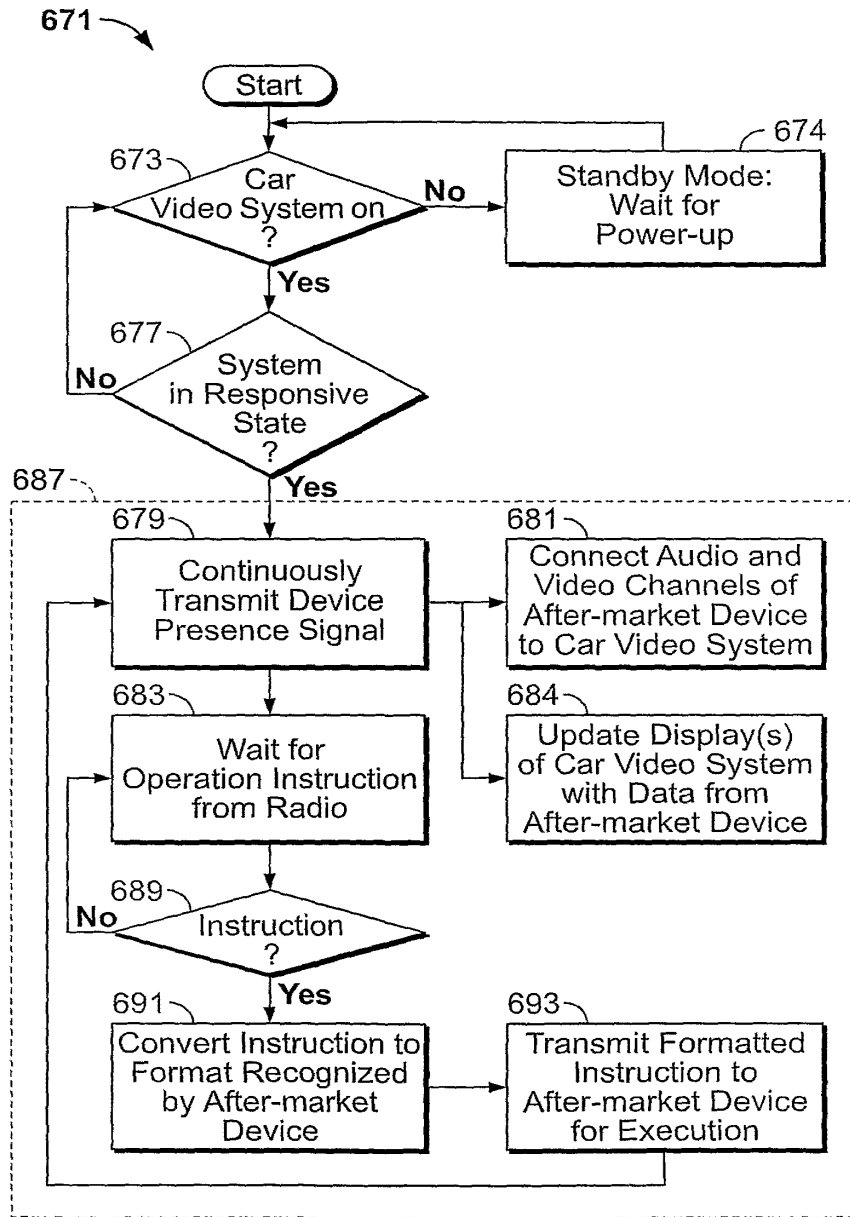 671
Start
673
Car
Video System on
?
No
674
Standby Mode:
Wait for
Power-up
Yes
677
System
in Responsive
State
?
No
Yes
687
679
Continuously
Transmit Device
Presence Signal
681
Connect Audio and
Video Channels of
After-market Device
to Car Video System
683
Wait for
Operation Instruction
from Radio
684
Update Display(s)
of Car Video System
with Data from
After-market Device
689
Instruction
?
No
Yes
691
Convert Instruction to
Format Recognized
by After-market
Device
693
Transmit Formatted
Instruction to
After-market Device
for Execution